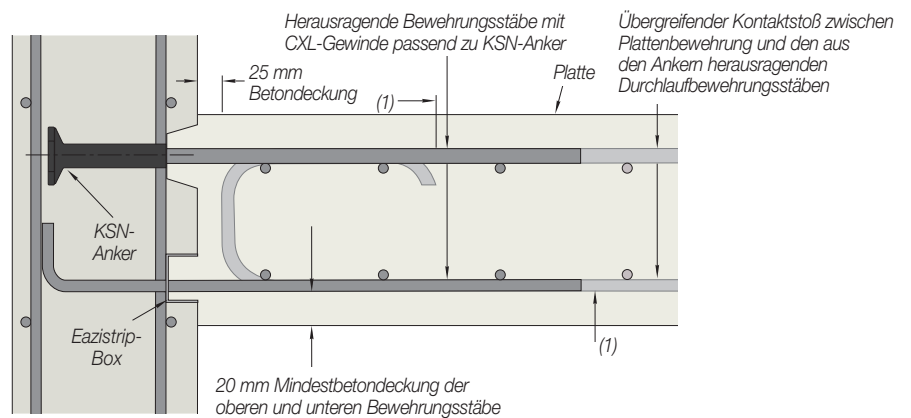 Herausragende Bewehrungsstäbe mit
CXL-Gewinde passend zu KSN-Anker
Übergreifender Kontaktstoß zwischen
Plattenbewehrung und den aus
den Ankern herausragenden
Durchlaufbewehrungsstäben
25 mm
Betondeckung
(1)
Platte
KSN-
Anker
Eazistrip-
Box
(1)
20 mm Mindestbetondeckung der
oberen und unteren Bewehrungsstäbe